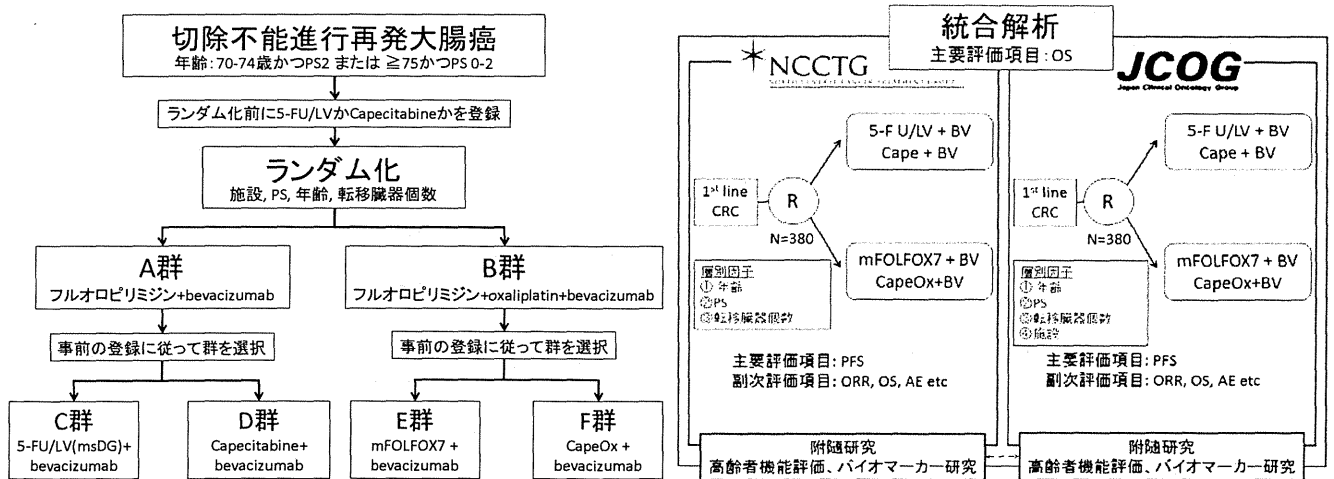 切除不能進行再発大腸癌
年齢:70-74歳かつPS2 または ≧75かつPS 0-2
ランダム化前に5-FU/LVかCapecitabineかを登録
ランダム化
施設, PS, 年齢, 転移臓器個数
A群
フルオロピリミジン+bevacizumab
B群
フルオロピリミジン+oxaliplatin+bevacizumab
事前の登録に従って群を選択
事前の登録に従って群を選択
C群
5-FU/LV(msDG)+
bevacizumab
D群
Capecitabine+
bevacizumab
E群
mFOLFOX7 +
bevacizumab
F群
CapeOx +
bevacizumab
統合解析
主要評価項目:OS
NCCTG
5-F U/LV + BV
Cape + BV
1st line
CRC
R
N=380
mFOLFOX7 + BV
CapeOx+BV
層別因子
① 年齢
②PS
③転移臓器個数
主要評価項目: PFS
副次評価項目: ORR, OS, AE etc
附随研究
高齢者機能評価、バイオマーカー研究
JCOG
Japan Clinical Oncology Group
5-F U/LV + BV
Cape + BV
1st line
CRC
R
N=380
mFOLFOX7 + BV
CapeOx+BV
層別因子
① 年齢
②PS
③転移臓器個数
④施設
主要評価項目: PFS
副次評価項目: ORR, OS, AE etc
附随研究
高齢者機能評価、バイオマーカー研究